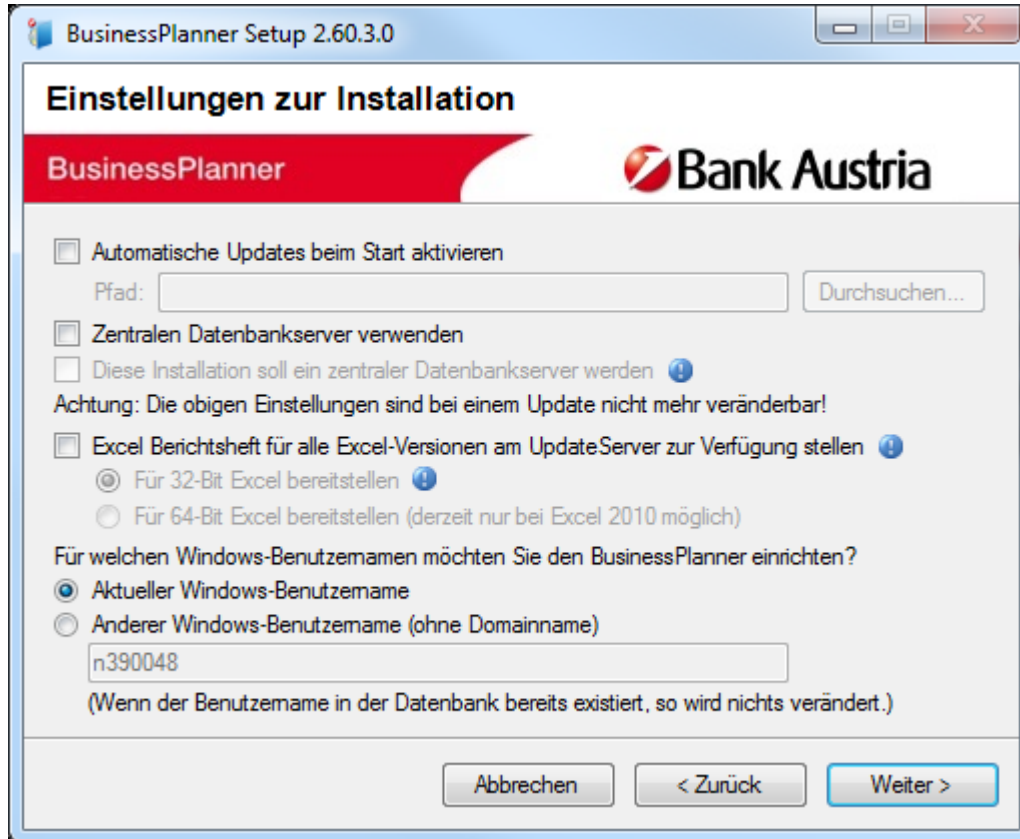 BusinessPlanner Setup 2.60.3.0
Einstellungen zur Installation
BusinessPlanner
Bank Austria
Automatische Updates beim Start aktivieren
Pfad:
Durchsuchen...
Zentralen Datenbankserver verwenden
Diese Installation soll ein zentraler Datenbankserver werden
Achtung: Die obigen Einstellungen sind bei einem Update nicht mehr veränderbar!
Excel Berichtsheft für alle Excel-Versionen am UpdateServer zur Verfügung stellen
Für 32-Bit Excel bereitstellen
Für 64-Bit Excel bereitstellen (derzeit nur bei Excel 2010 möglich)
Für welchen Windows-Benutzernamen möchten Sie den BusinessPlanner einrichten?
Aktueller Windows-Benutzername
Anderer Windows-Benutzername (ohne Domainname)
n390048
(Wenn der Benutzername in der Datenbank bereits existiert, so wird nichts verändert.)
Abbrechen
< Zurück
Weiter >